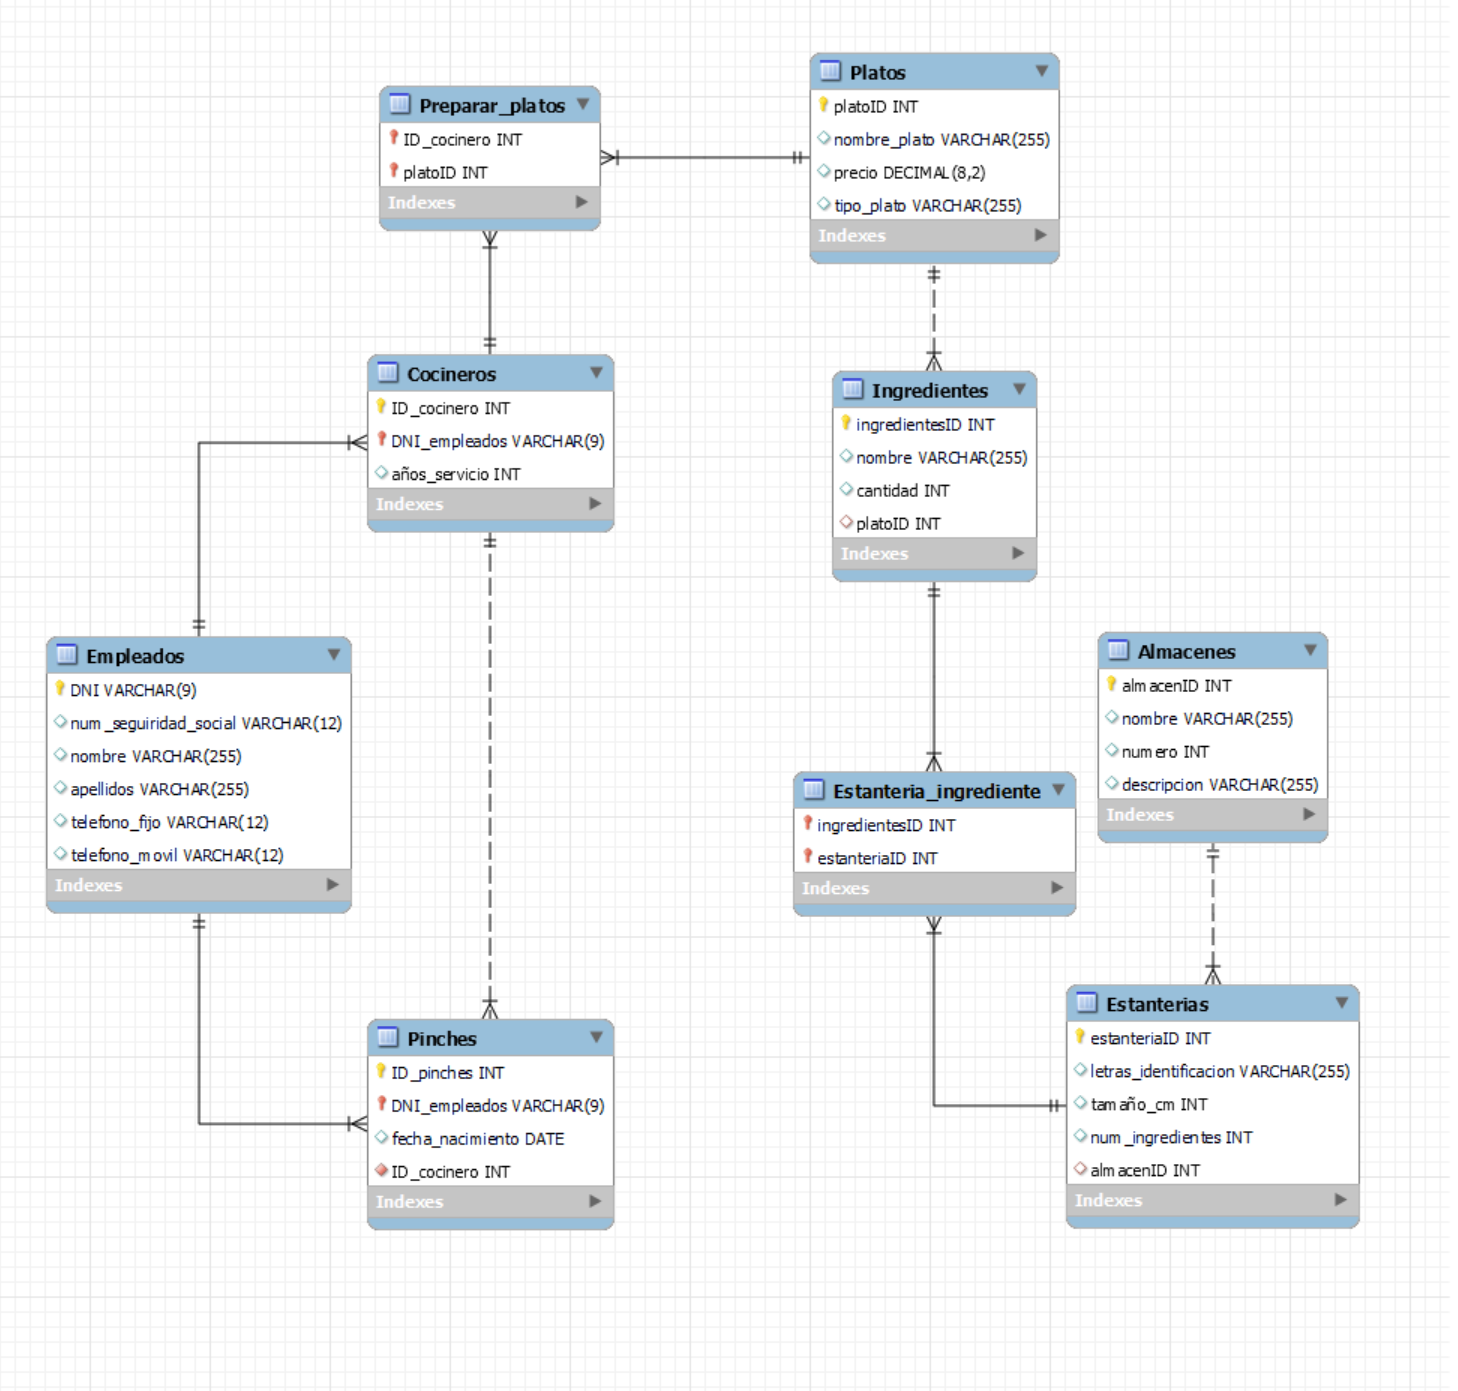 Preparar_platos
ID_cocinero INT
platoID INT
Indexes
Platos
platoID INT
nombre_plato VARCHAR(255)
precio DECIMAL(8,2)
tipo_plato VARCHAR(255)
Indexes
Cocineros
ID_cocinero INT
DNI_empleados VARCHAR(9)
años_servicio INT
Indexes
Ingredientes
ingredientesID INT
nombre VARCHAR(255)
cantidad INT
platoID INT
Indexes
Empleados
DNI VARCHAR(9)
num_seguiridad_social VARCHAR(12)
nombre VARCHAR(255)
apellidos VARCHAR(255)
telefono_fijo VARCHAR(12)
telefono_movil VARCHAR(12)
Indexes
Almacenes
almacenID INT
nombre VARCHAR(255)
numero INT
descripcion VARCHAR(255)
Indexes
Estanteria_ingrediente
ingredientesID INT
estanteriaID INT
Indexes
Pinches
ID_pinches INT
DNI_empleados VARCHAR(9)
fecha_nacimiento DATE
ID_cocinero INT
Indexes
Estanterias
estanteriaID INT
letras_identificacion VARCHAR(255)
tamaño_cm INT
num_ingredientes INT
almacenID INT
Indexes